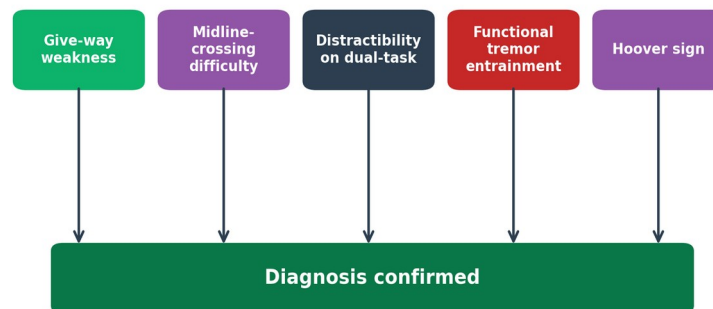 Give-way
weakness
Midline-
crossing
difficulty
Distractibility
on dual-task
Functional
tremor
entrainment
Hoover sign
Diagnosis confirmed